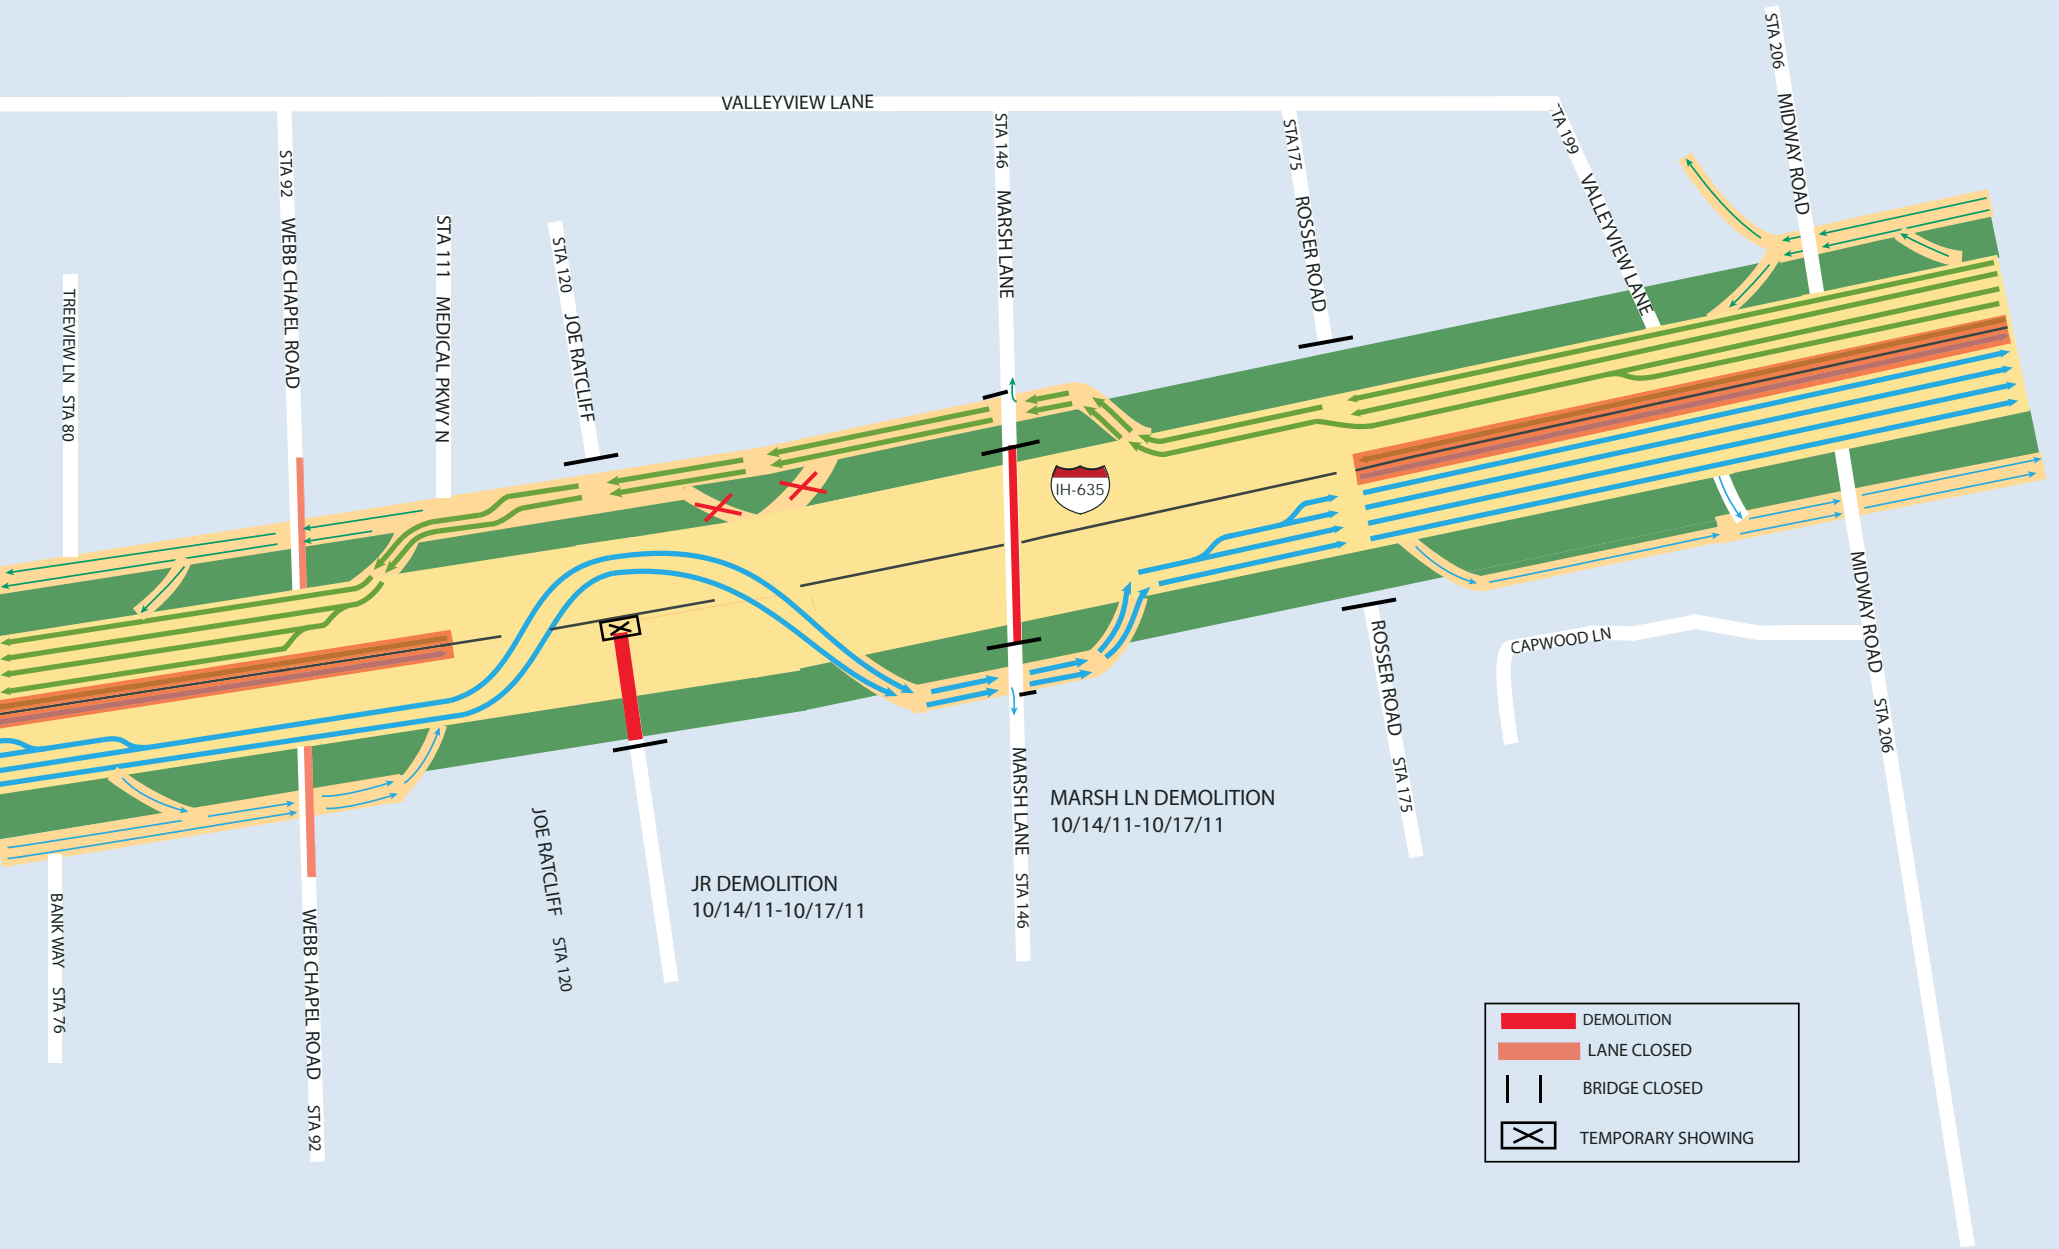 VALLEYVIEW LANE
STA 206    MIDWAY ROAD
STA 92    WEBB CHAPEL ROAD
STA 111    MEDICAL PKWY N
STA 120    JOE RATCLIFF
STA 146    MARSH LANE
STA175    ROSSER ROAD
TA 199    VALLEYVIEW LANE
TREEVIEW LN  STA 80
IH-635
CAPWOOD LN
MIDWAY ROAD    STA 206
ROSSER ROAD    STA 175
MARSH LANE    STA 146
MARSH LN DEMOLITION
10/14/11-10/17/11
JOE RATCLIFF    STA 120
JR DEMOLITION
10/14/11-10/17/11
BANK WAY    STA 76
WEBB CHAPEL ROAD    STA 92
DEMOLITION
LANE CLOSED
BRIDGE CLOSED
TEMPORARY SHOWING